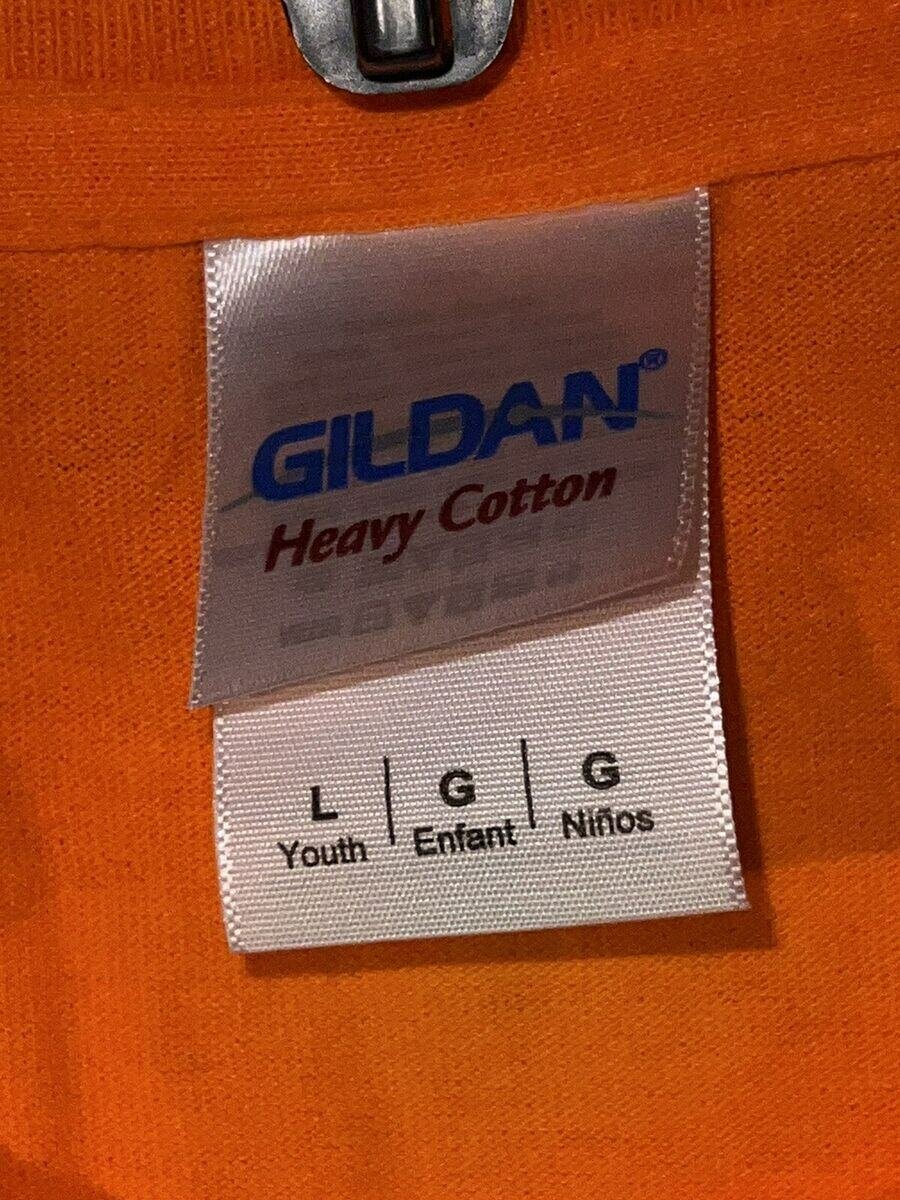 GILDAN®
Heavy Cotton
L | G | G
Youth | Enfant | Niños